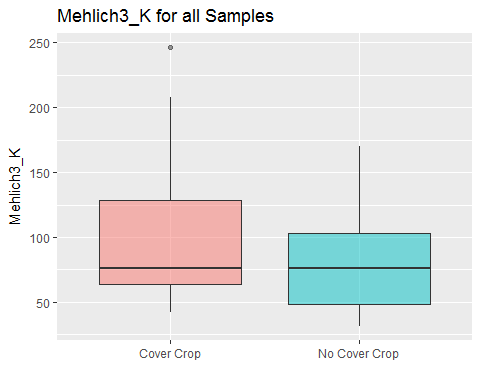 Mehlich3_K for all Samples
Mehlich3_K
250
200
150
100
50
Cover Crop
No Cover Crop